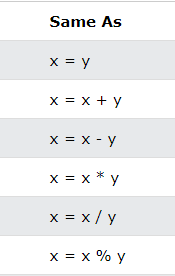 Same As
x = y
x = x + y
x = x - y
x = x * y
x = x / y
x = x % y